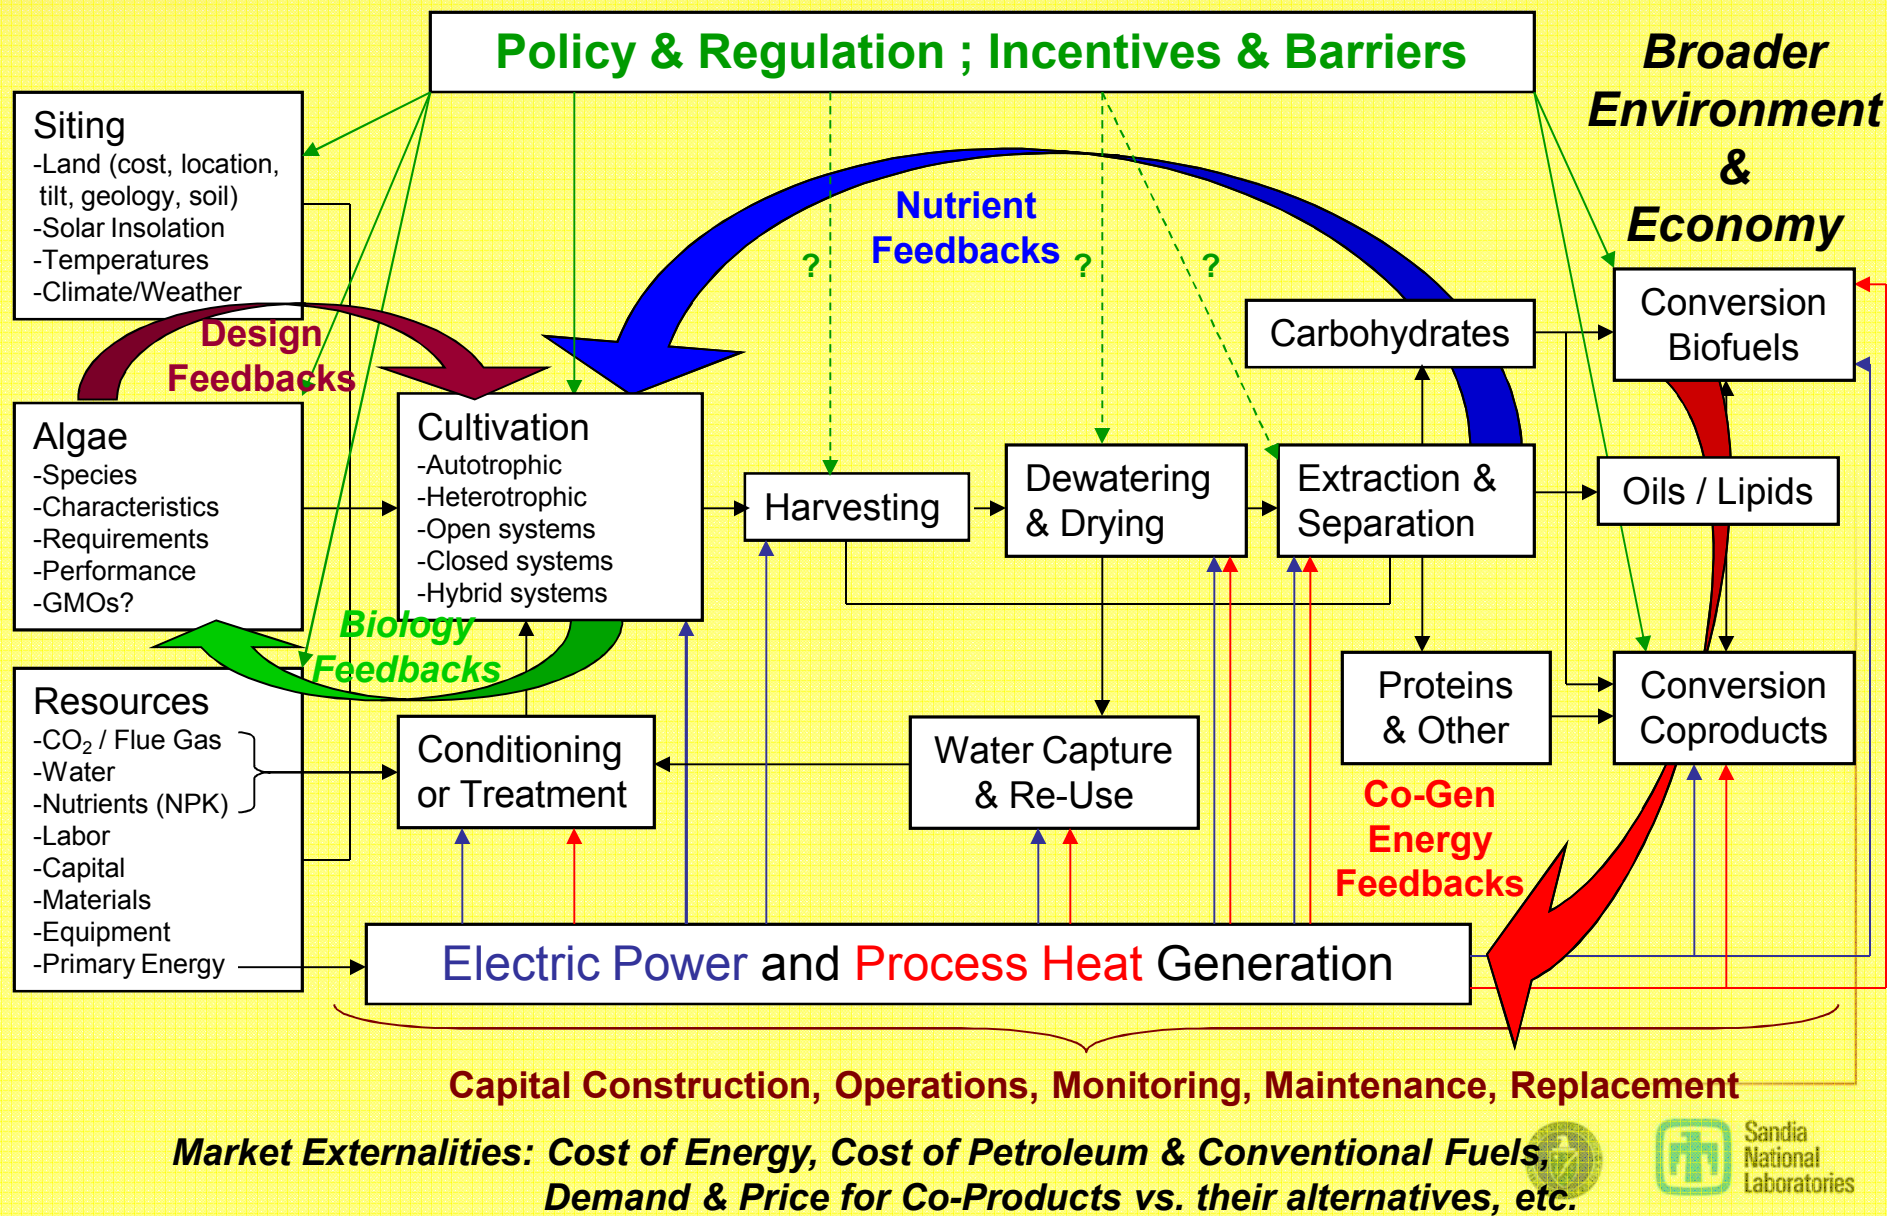 Policy & Regulation ; Incentives & Barriers
Broader
Environment
&
Economy
Siting
-Land (cost, location,
tilt, geology, soil)
-Solar Insolation
-Temperatures
-Climate/Weather
Nutrient
Feedbacks
?
?
?
Design
Feedbacks
Carbohydrates
Conversion
Biofuels
Algae
-Species
-Characteristics
-Requirements
-Performance
-GMOs?
Cultivation
-Autotrophic
-Heterotrophic
-Open systems
-Closed systems
-Hybrid systems
Harvesting
Dewatering
& Drying
Extraction &
Separation
Oils / Lipids
Biology
Feedbacks
Resources
-CO₂ / Flue Gas
-Water
-Nutrients (NPK)
-Labor
-Capital
-Materials
-Equipment
-Primary Energy
Conditioning
or Treatment
Water Capture
& Re-Use
Proteins
& Other
Conversion
Coproducts
Co-Gen
Energy
Feedbacks
Electric Power and Process Heat Generation
Capital Construction, Operations, Monitoring, Maintenance, Replacement
Market Externalities: Cost of Energy, Cost of Petroleum & Conventional Fuels,
Demand & Price for Co-Products vs. their alternatives, etc.
Sandia
National
Laboratories